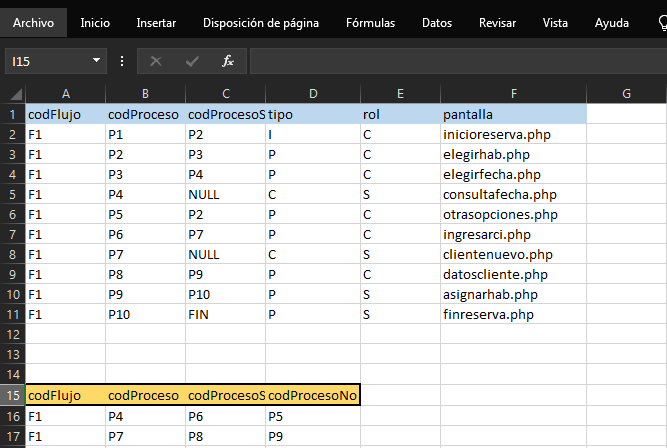 Archivo Inicio Insertar Disposición de página Fórmulas Datos Revisar Vista Ayuda
I15 fx
A B C D E F G
1 codFlujo codProceso codProcesoS tipo rol pantalla
2 F1 P1 P2 I C inicioreserva.php
3 F1 P2 P3 P C elegirhab.php
4 F1 P3 P4 P C elegirfecha.php
5 F1 P4 NULL C S consultafecha.php
6 F1 P5 P2 P C otrasopciones.php
7 F1 P6 P7 P C ingresarci.php
8 F1 P7 NULL C S clientenuevo.php
9 F1 P8 P9 P C datoscliente.php
10 F1 P9 P10 P S asignarhab.php
11 F1 P10 FIN P S finreserva.php
12
13
14
15 codFlujo codProceso codProcesoS codProcesoNo
16 F1 P4 P6 P5
17 F1 P7 P8 P9